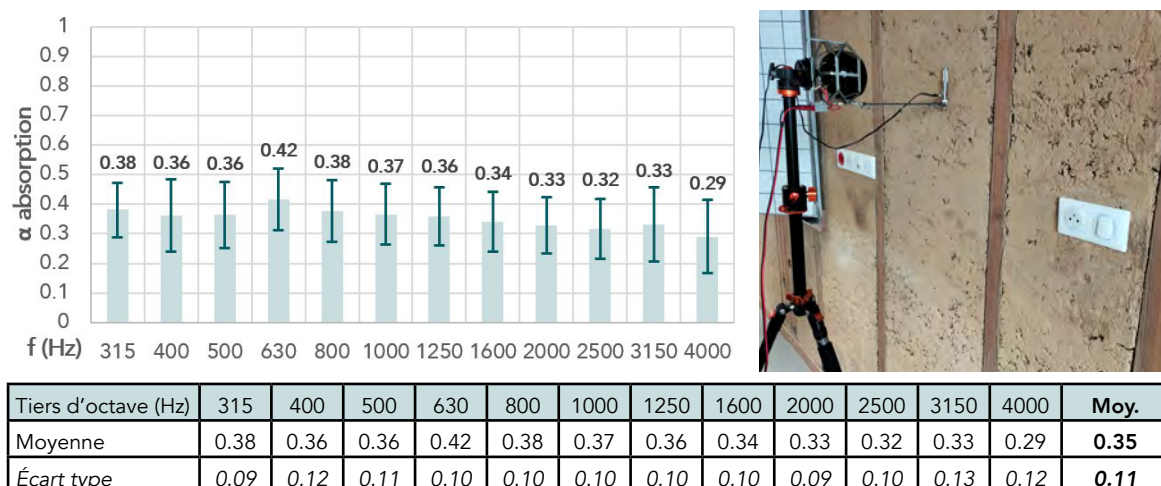 α absorption
1
0.9
0.8
0.7
0.6
0.5
0.4
0.3
0.2
0.1
0
0.38 0.36 0.36 0.42 0.38 0.37 0.36 0.34 0.33 0.32 0.33 0.29
f (Hz) 315 400 500 630 800 1000 1250 1600 2000 2500 3150 4000
Tiers d'octave (Hz) 315 400 500 630 800 1000 1250 1600 2000 2500 3150 4000 Moy.
Moyenne 0.38 0.36 0.36 0.42 0.38 0.37 0.36 0.34 0.33 0.32 0.33 0.29 0.35
Écart type 0.09 0.12 0.11 0.10 0.10 0.10 0.10 0.10 0.09 0.10 0.13 0.12 0.11